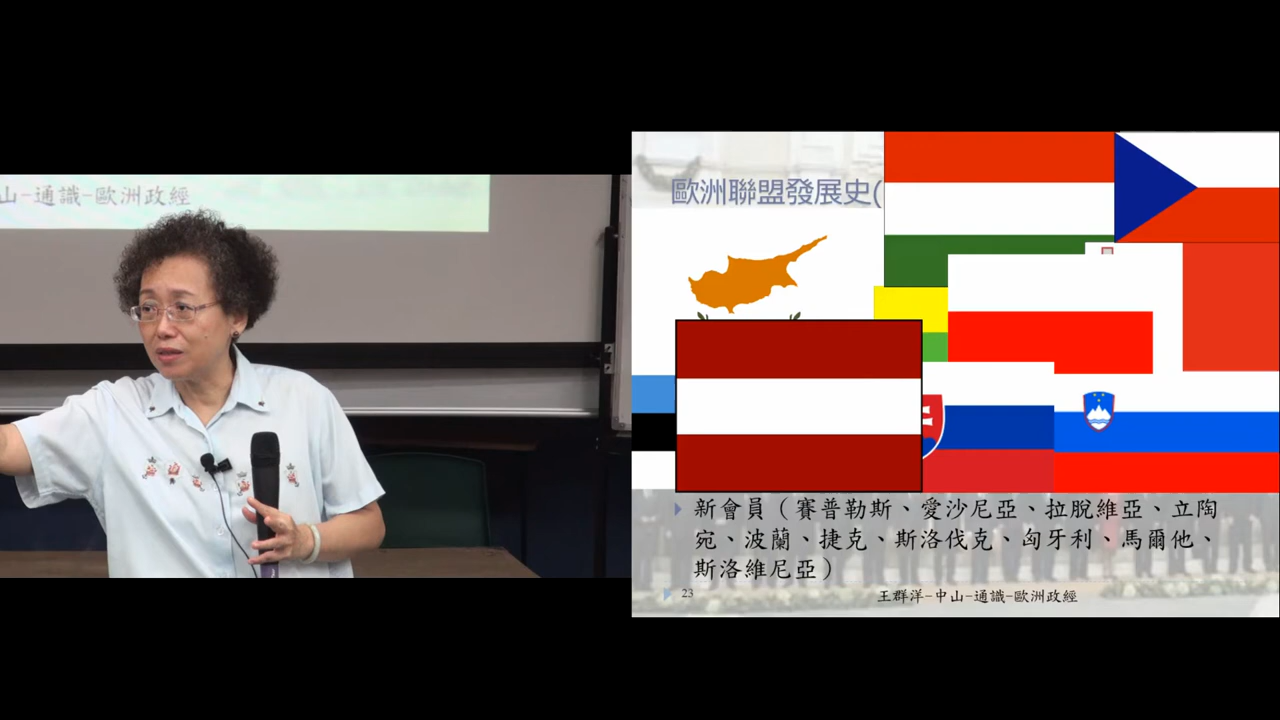 山-通識-歐洲政經
歐洲聯盟發展史(
新會員（賽普勒斯、愛沙尼亞、拉脫維亞、立陶
宛、波蘭、捷克、斯洛伐克、匈牙利、馬爾他、
斯洛維尼亞）
23
王群洋-中山-通識-歐洲政經